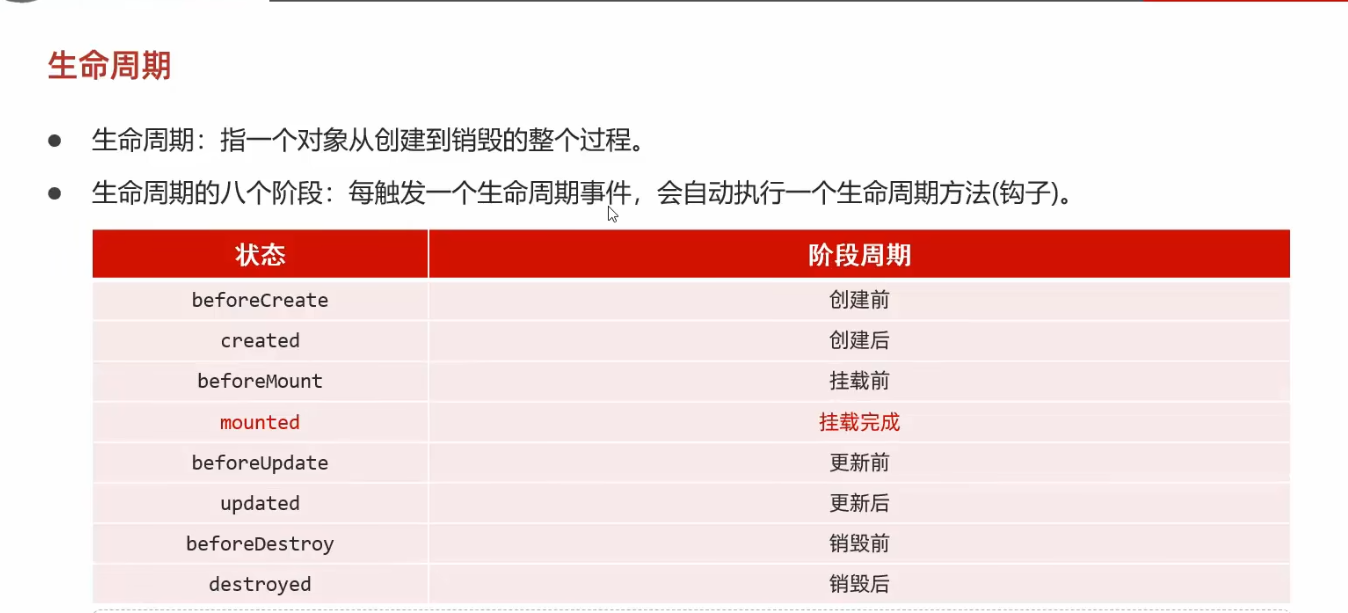 生命周期
生命周期：指一个对象从创建到销毁的整个过程。
生命周期的八个阶段：每触发一个生命周期事件，会自动执行一个生命周期方法(钩子)。
状态 阶段周期
beforeCreate 创建前
created 创建后
beforeMount 挂载前
mounted 挂载完成
beforeUpdate 更新前
updated 更新后
beforeDestroy 销毁前
destroyed 销毁后